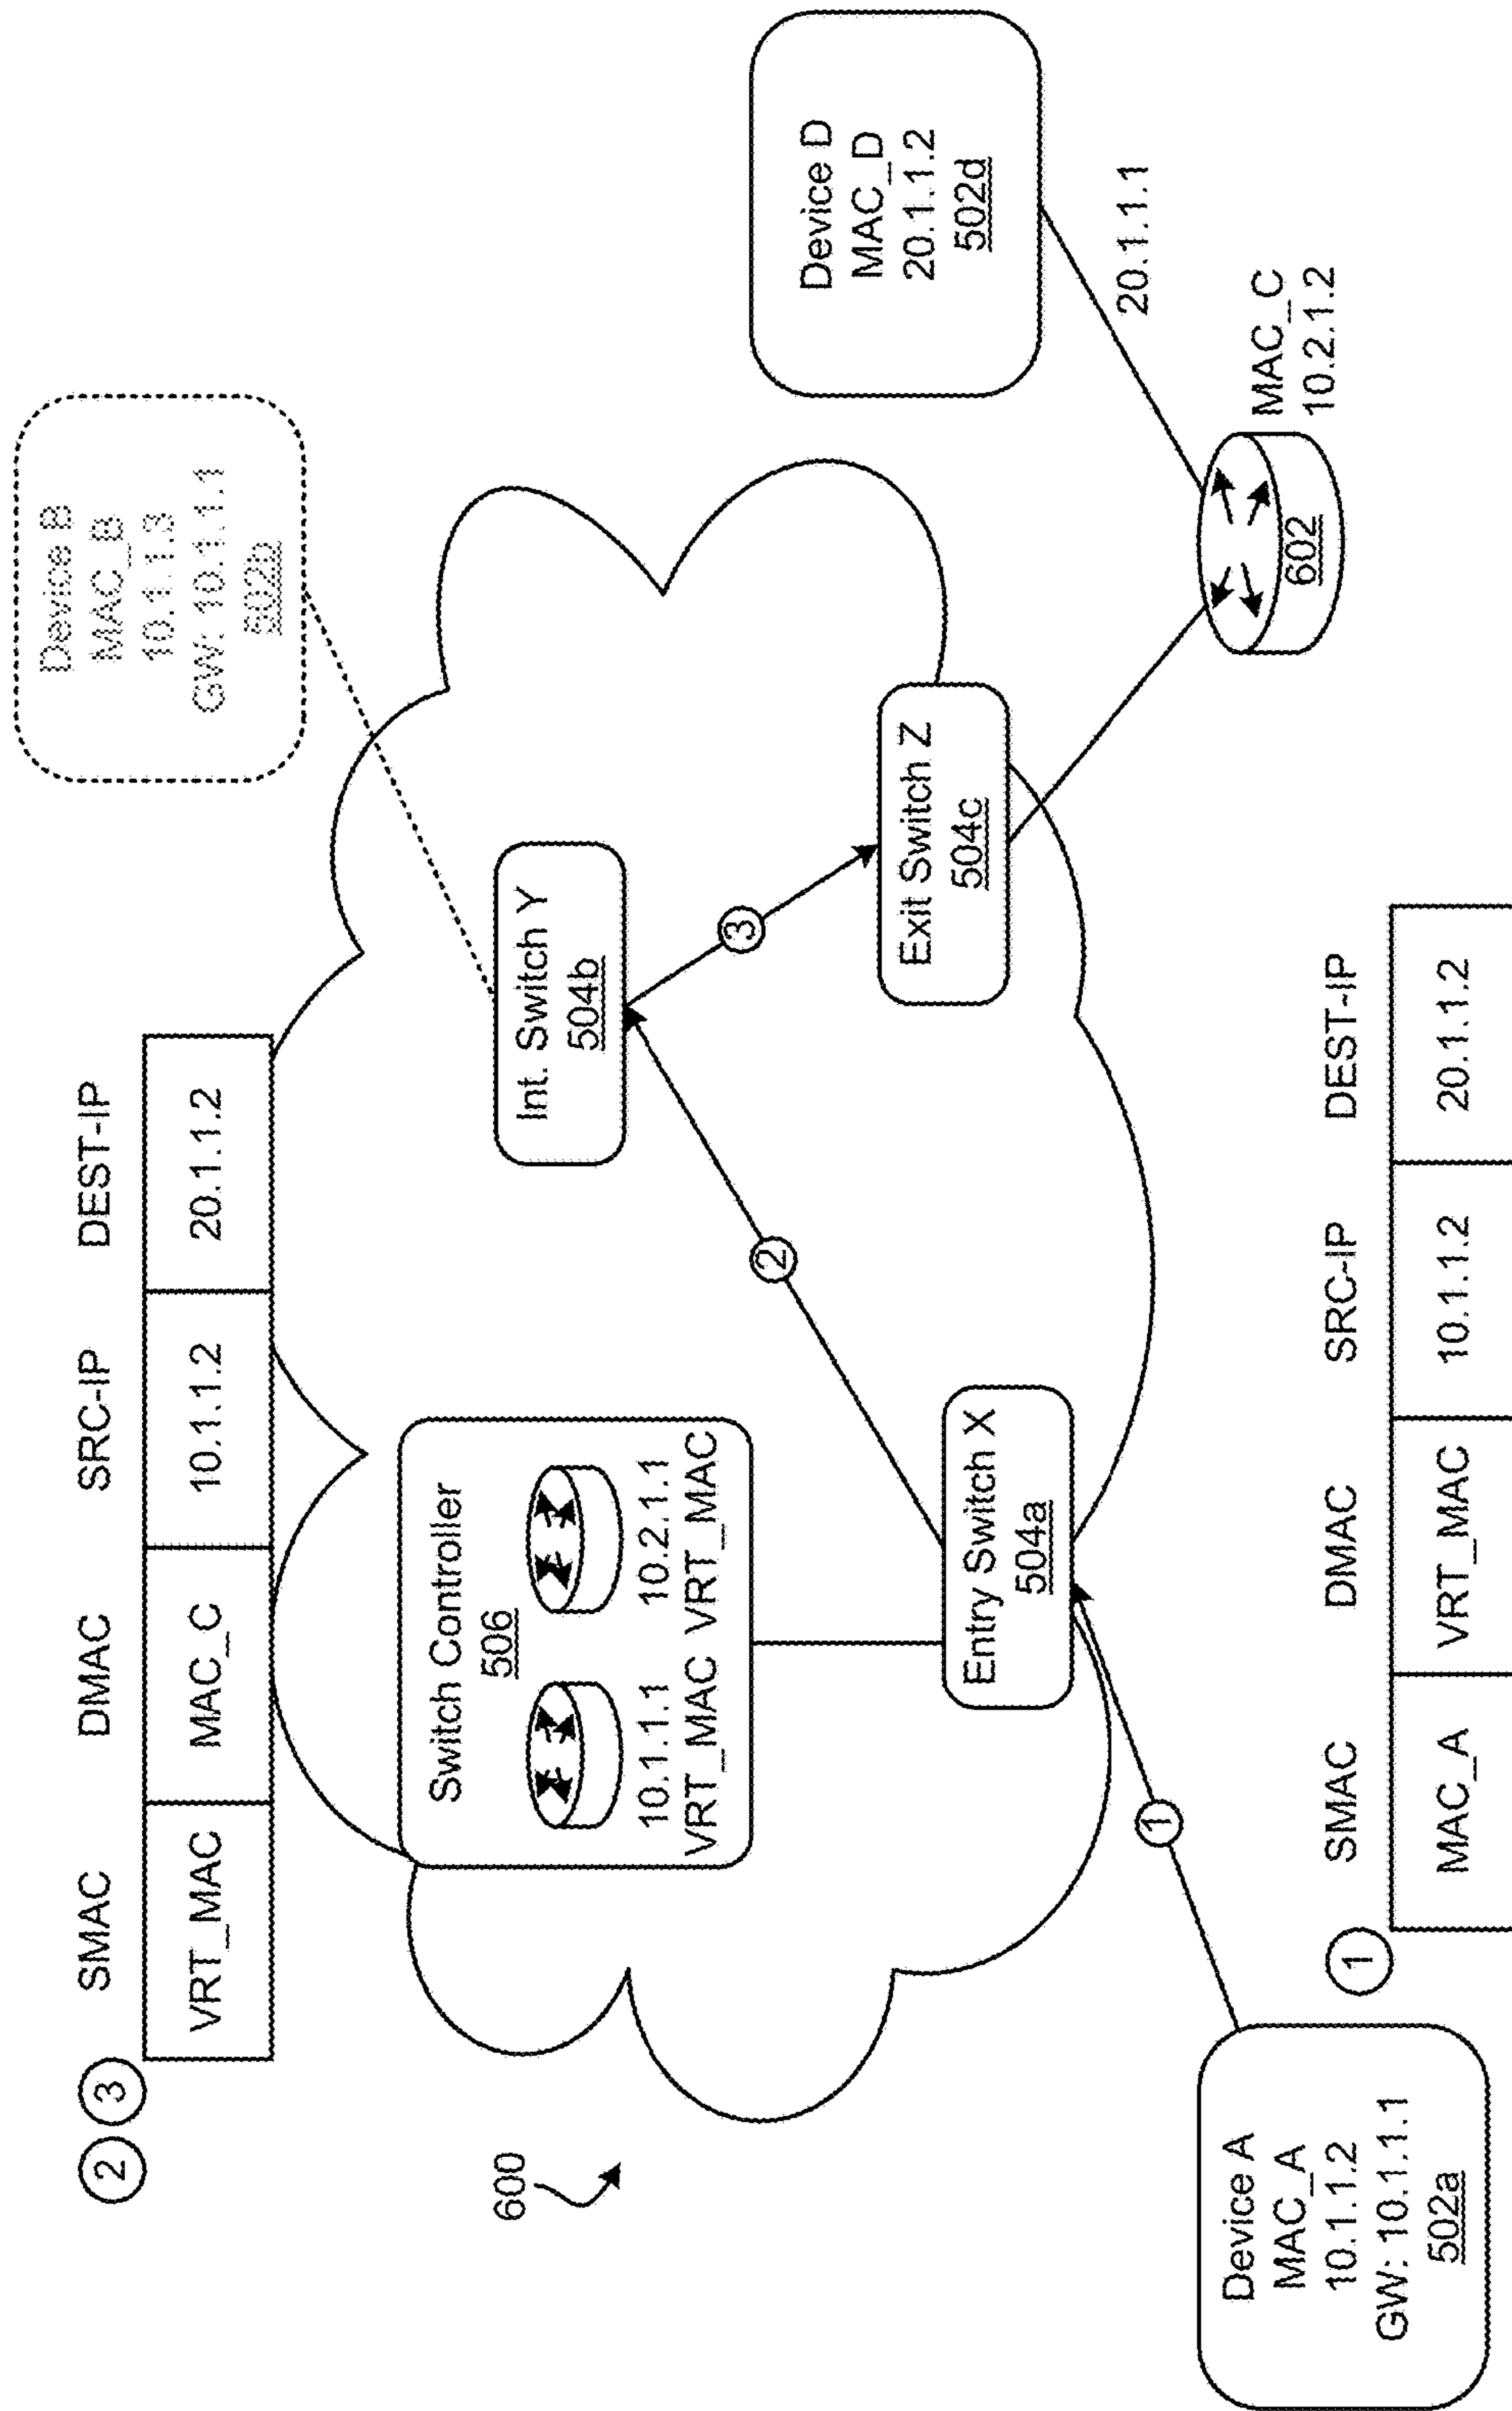 ② ③
SMAC DMAC SRC-IP DEST-IP
VRT_MAC MAC_C 10.1.1.2 20.1.1.2
Device B
MAC_B
10.1.1.3
GW: 10.1.1.1
502b
600
Switch Controller
506
10.1.1.1 10.2.1.1
VRT_MAC VRT_MAC
Int. Switch Y
504b
②
③
Entry Switch X
504a
Exit Switch Z
504c
Device D
MAC_D
20.1.1.2
502d
20.1.1.1
MAC_C
10.2.1.2
602
①
Device A
MAC_A
10.1.1.2
GW: 10.1.1.1
502a
①
SMAC DMAC SRC-IP DEST-IP
MAC_A VRT_MAC 10.1.1.2 20.1.1.2